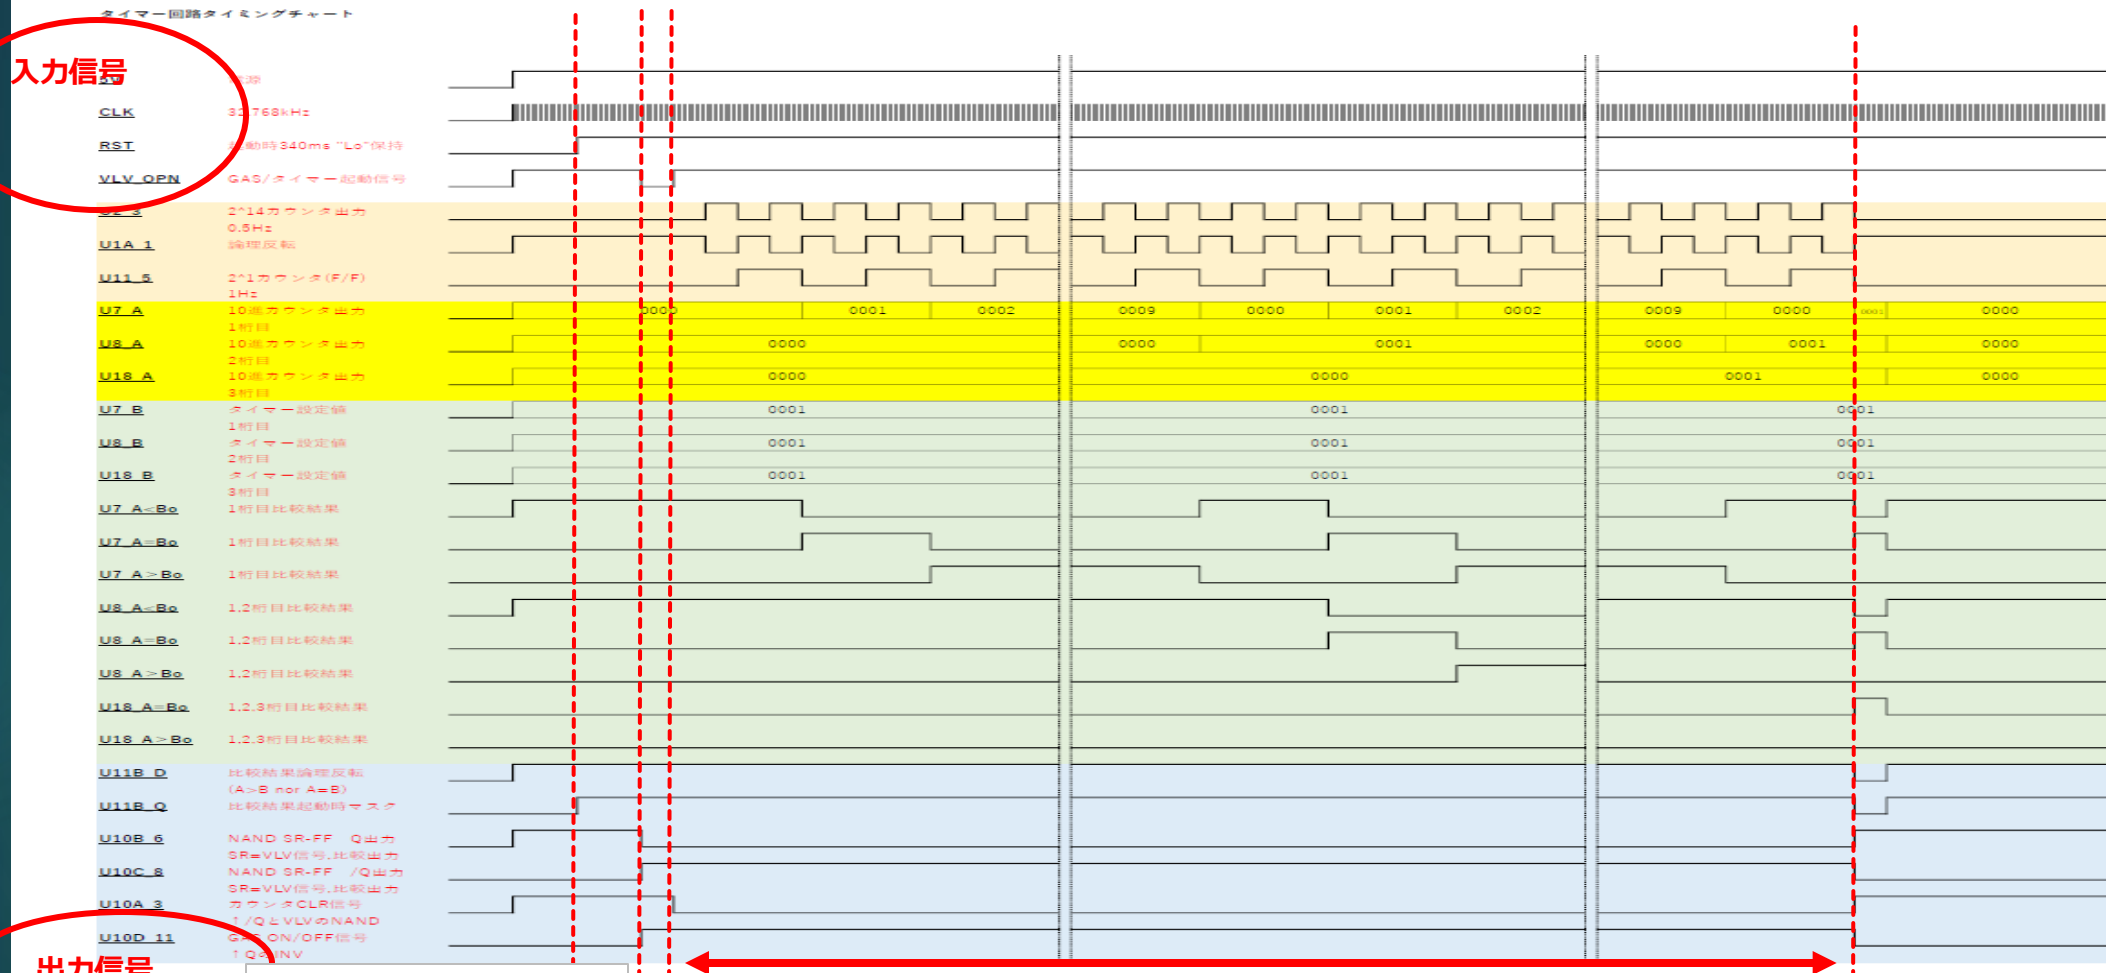 タイマー回路タイミングチャート
入力信号
5V 電源
CLK 32.768kHz
RST 起動時340ms "Lo"保持
VLV_OPN GAS/タイマー起動信号
U2_3 2^14カウンタ出力
0.5Hz
U1A_1 論理反転
U11_5 2^1カウンタ(F/F)
1Hz
U7_A 10進カウンタ出力 0000 0001 0002 0009 0000 0001 0002 0009 0000 0001 0000
1桁目
U8_A 10進カウンタ出力 0000 0000 0001 0000 0001 0000
2桁目
U18_A 10進カウンタ出力 0000 0000 0001 0000
3桁目
U7_B タイマー設定値 0001 0001 0001
1桁目
U8_B タイマー設定値 0001 0001 0001
2桁目
U18_B タイマー設定値 0001 0001 0001
3桁目
U7_A<Bo 1桁目比較結果
U7_A=Bo 1桁目比較結果
U7_A>Bo 1桁目比較結果
U8_A<Bo 1.2桁目比較結果
U8_A=Bo 1.2桁目比較結果
U8_A>Bo 1.2桁目比較結果
U18_A=Bo 1.2.3桁目比較結果
U18_A>Bo 1.2.3桁目比較結果
U11B_D 比較結果論理反転
(A>B nor A=B)
U11B_Q 比較結果起動時マスク
U10B_6 NAND SR-FF Q出力
SR=VLV信号.比較出力
U10C_8 NAND SR-FF /Q出力
SR=VLV信号.比較出力
U10A_3 カウンタCLR信号
↑/QとVLVのNAND
U10D_11 GAS ON/OFF信号
↑QのINV
出力信号